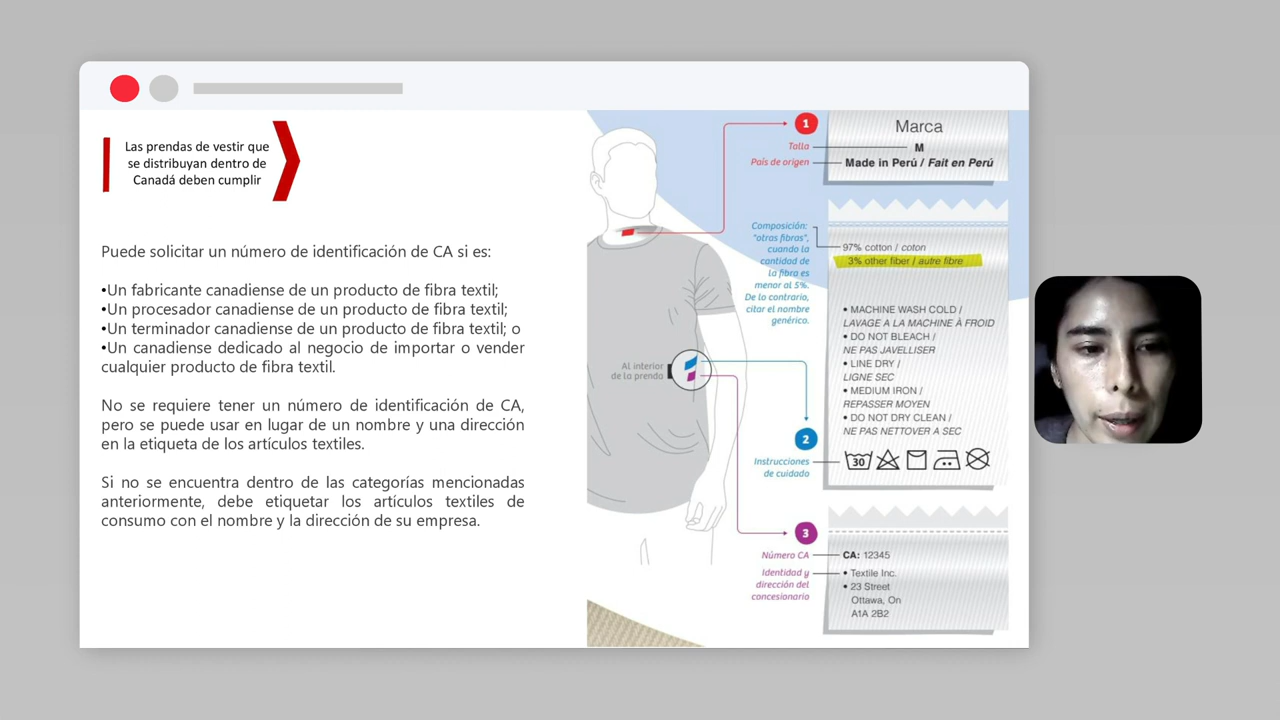 Las prendas de vestir que
se distribuyan dentro de
Canadá deben cumplir
Puede solicitar un número de identificación de CA si es:
•Un fabricante canadiense de un producto de fibra textil;
•Un procesador canadiense de un producto de fibra textil;
•Un terminador canadiense de un producto de fibra textil; o
•Un canadiense dedicado al negocio de importar o vender
cualquier producto de fibra textil.
No se requiere tener un número de identificación de CA,
pero se puede usar en lugar de un nombre y una dirección
en la etiqueta de los artículos textiles.
Si no se encuentra dentro de las categorías mencionadas
anteriormente, debe etiquetar los artículos textiles de
consumo con el nombre y la dirección de su empresa.
1
Marca
Talla
M
País de origen
Made in Perú / Fait en Perú
Composición:
"otras fibras",
cuando la
cantidad de
la fibra es
menor al 5%.
De lo contrario,
citar el nombre
genérico.
97% cotton / coton
3% other fiber / autre fibre
• MACHINE WASH COLD /
LAVAGE A LA MACHINE À FROID
• DO NOT BLEACH /
NE PAS JAVELLISER
• LINE DRY /
LIGNE SEC
• MEDIUM IRON /
REPASSER MOYEN
• DO NOT DRY CLEAN /
NE PAS NETTOVER A SEC
Al interior
de la prenda
2
Instrucciones
de cuidado
30
3
Número CA
CA: 12345
Identidad y
dirección del
concesionario
• Textile Inc.
• 23 Street
Ottawa, On
A1A 2B2